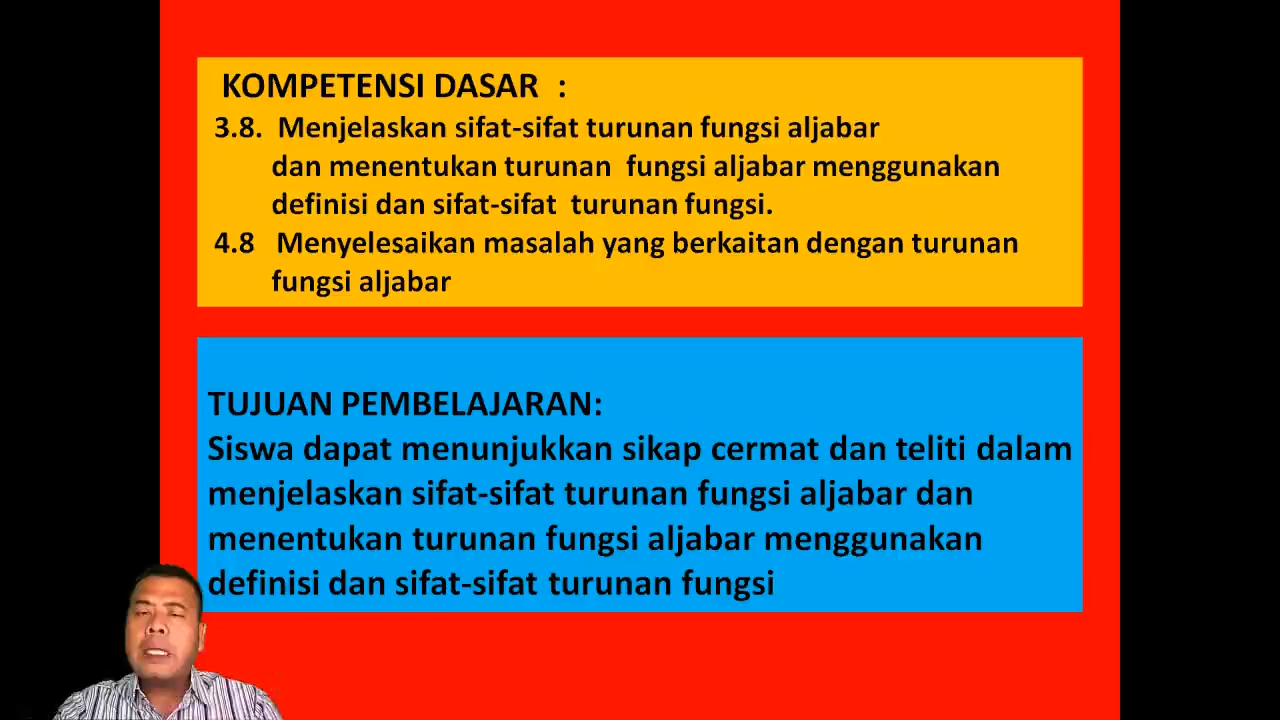 KOMPETENSI DASAR :
3.8. Menjelaskan sifat-sifat turunan fungsi aljabar
dan menentukan turunan fungsi aljabar menggunakan
definisi dan sifat-sifat turunan fungsi.
4.8 Menyelesaikan masalah yang berkaitan dengan turunan
fungsi aljabar
TUJUAN PEMBELAJARAN:
Siswa dapat menunjukkan sikap cermat dan teliti dalam
menjelaskan sifat-sifat turunan fungsi aljabar dan
menentukan turunan fungsi aljabar menggunakan
definisi dan sifat-sifat turunan fungsi